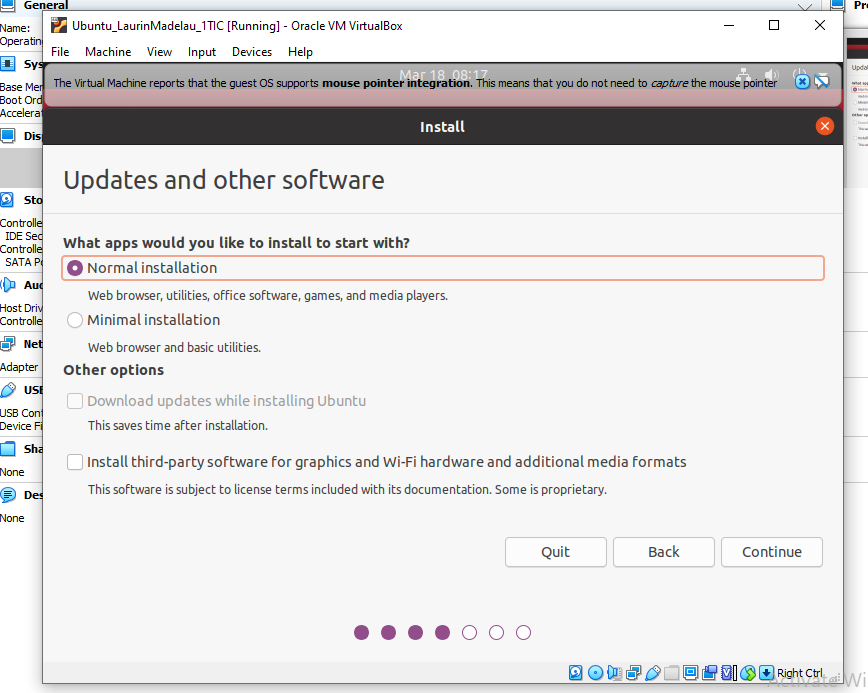 General
Name:
Operatin
Sys
Base Mem
Boot Ord
Accelera
Dis
Sto
Controlle
IDE Sec
Controlle
SATA Po
Au
Host Driv
Controlle
Net
Adapter
USB
USB Cont
Device Fi
Sha
None
Des
None
Ubuntu_LaurinMadelau_1TIC [Running] - Oracle VM VirtualBox
File Machine View Input Devices Help
Mar 18 08:17
The Virtual Machine reports that the guest OS supports mouse pointer integration. This means that you do not need to capture the mouse pointer
Install
Updates and other software
What apps would you like to install to start with?
Normal installation
Web browser, utilities, office software, games, and media players.
Minimal installation
Web browser and basic utilities.
Other options
Download updates while installing Ubuntu
This saves time after installation.
Install third-party software for graphics and Wi-Fi hardware and additional media formats
This software is subject to license terms included with its documentation. Some is proprietary.
Quit Back Continue
Right Ctrl
Pr
Updat
Activate Wi